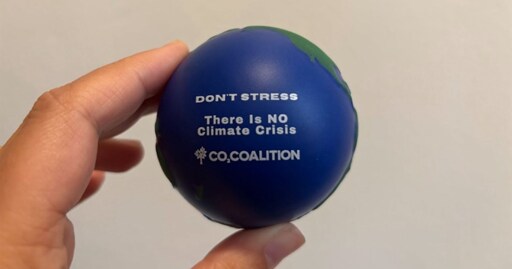 DON'T STRESS
There Is NO
Climate Crisis
CO₂COALITION